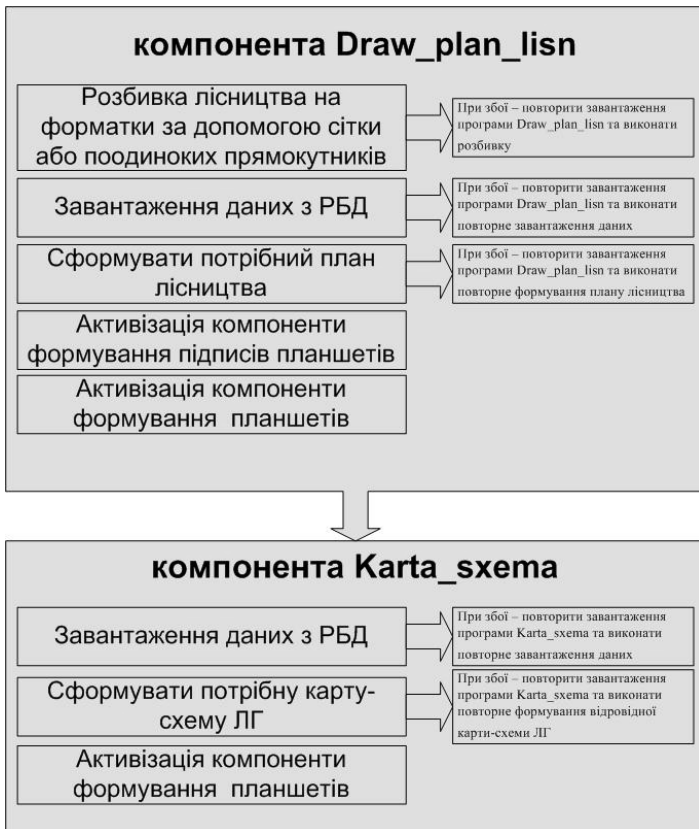 компонента Draw_plan_lisn
Розбивка лісництва на
форматки за допомогою сітки
або поодиноких прямокутників
При збої – повторити завантаження
програми Draw_plan_lisn та виконати
розбивку
Завантаження даних з РБД
При збої – повторити завантаження
програми Draw_plan_lisn та виконати
повторне завантаження даних
Сформувати потрібний план
лісництва
При збої – повторити завантаження
програми Draw_plan_lisn та виконати
повторне формування плану лісництва
Активізація компоненти
формування підписів планшетів
Активізація компоненти
формування планшетів
компонента Karta_sxema
Завантаження даних з РБД
При збої – повторити завантаження
програми Karta_sxema та виконати
повторне завантаження даних
Сформувати потрібну карту-
схему ЛГ
При збої – повторити завантаження
програми Karta_sxema та виконати
повторне формування відровідної
карти-схеми ЛГ
Активізація компоненти
формування планшетів